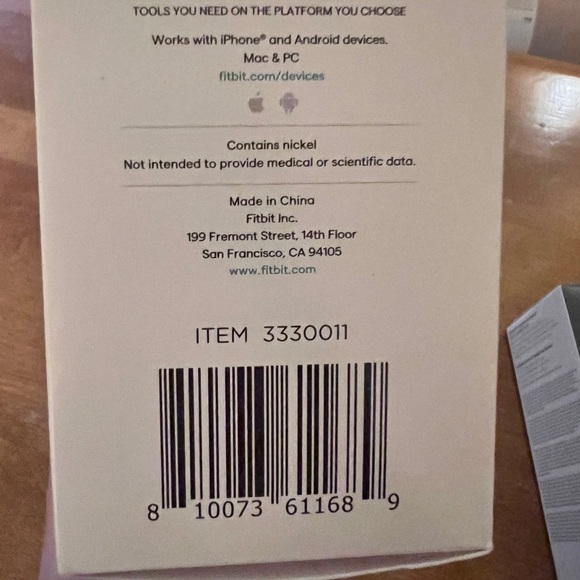 TOOLS YOU NEED ON THE PLATFORM YOU CHOOSE
Works with iPhone® and Android devices.
Mac & PC
fitbit.com/devices
Contains nickel
Not intended to provide medical or scientific data.
Made in China
Fitbit Inc.
199 Fremont Street, 14th Floor
San Francisco, CA 94105
www.fitbit.com
ITEM 3330011
8 10073 61168 9